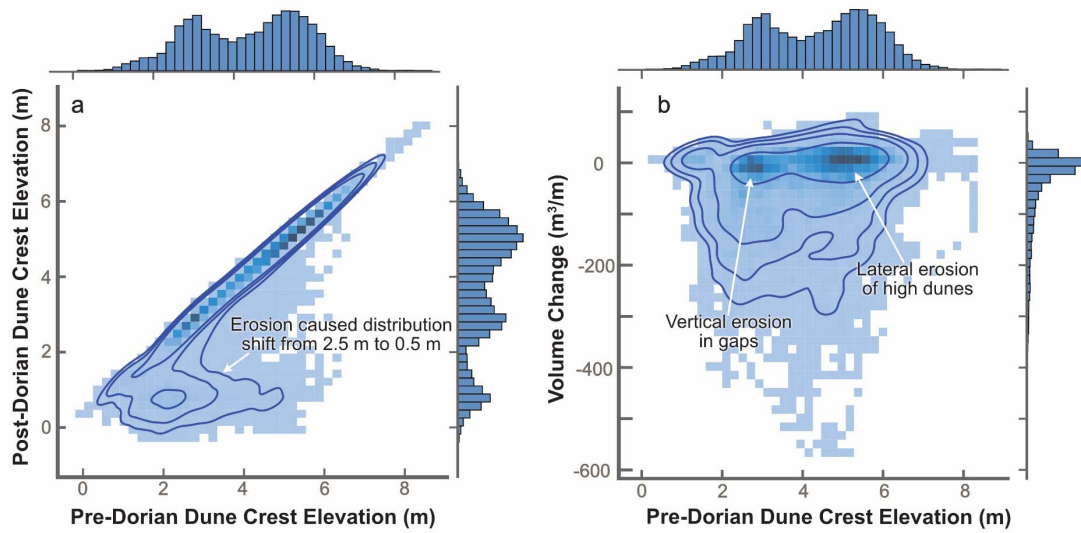 a
Post-Dorian Dune Crest Elevation (m)
8
6
4
2
0
Erosion caused distribution
shift from 2.5 m to 0.5 m
0 2 4 6 8
Pre-Dorian Dune Crest Elevation (m)
b
Volume Change (m³/m)
0
-200
-400
-600
Lateral erosion
of high dunes
Vertical erosion
in gaps
0 2 4 6 8
Pre-Dorian Dune Crest Elevation (m)